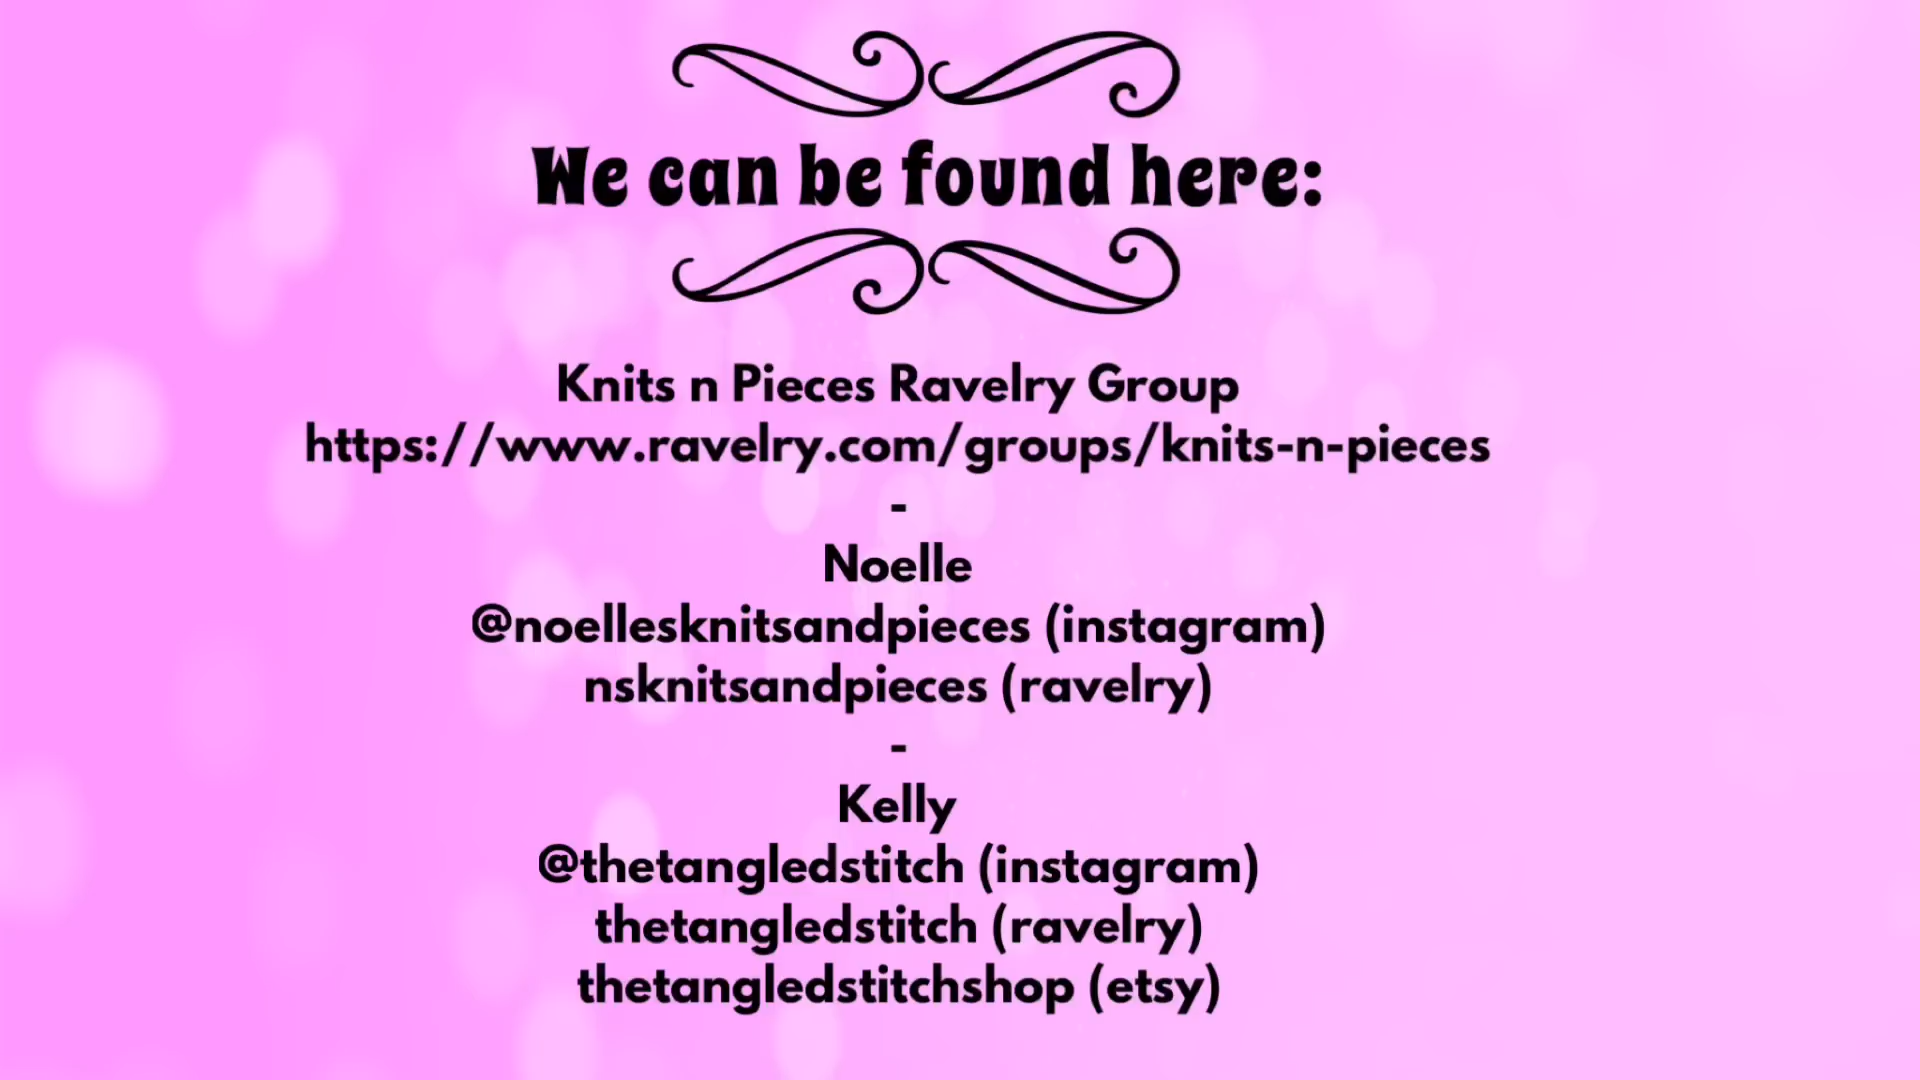 We can be found here:
Knits n Pieces Ravelry Group
https://www.ravelry.com/groups/knits-n-pieces
-
Noelle
@noellesknitsandpieces (instagram)
nsknitsandpieces (ravelry)
-
Kelly
@thetangledstitch (instagram)
thetangledstitch (ravelry)
thetangledstitchshop (etsy)